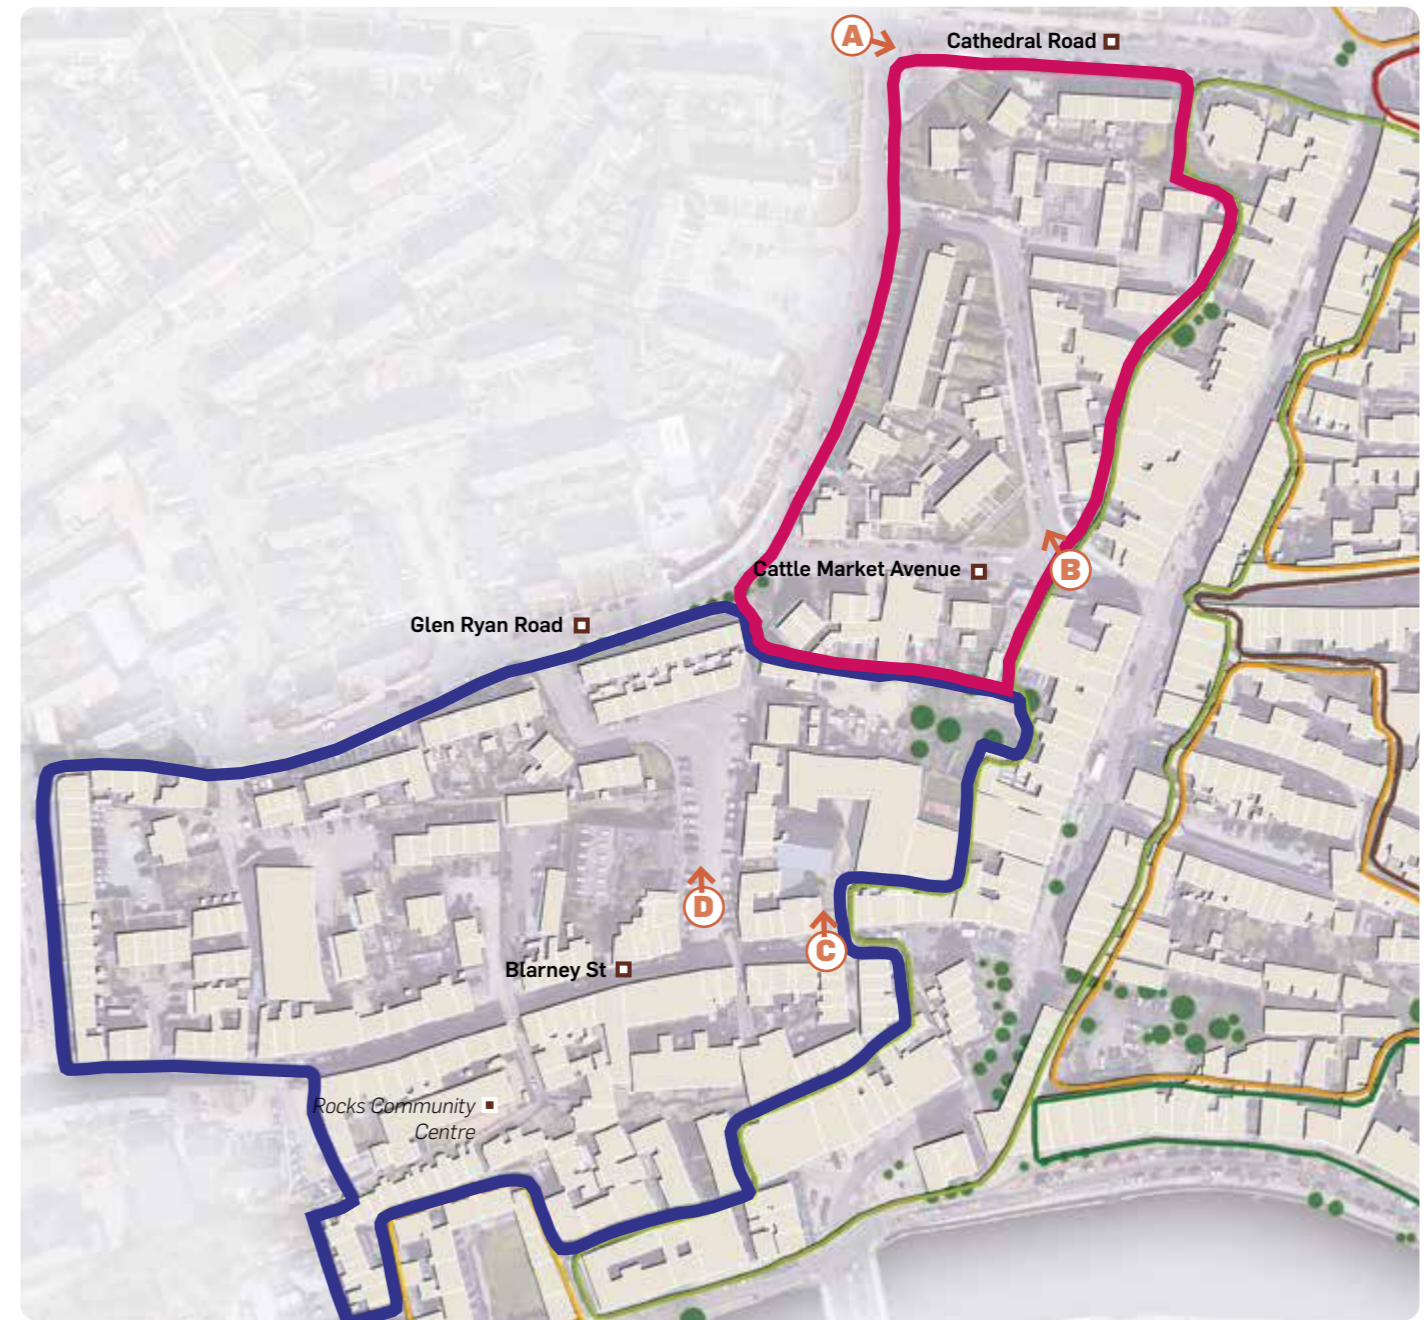 A
Cathedral Road
Cattle Market Avenue
B
Glen Ryan Road
D
C
Blarney St
Rocks Community
Centre